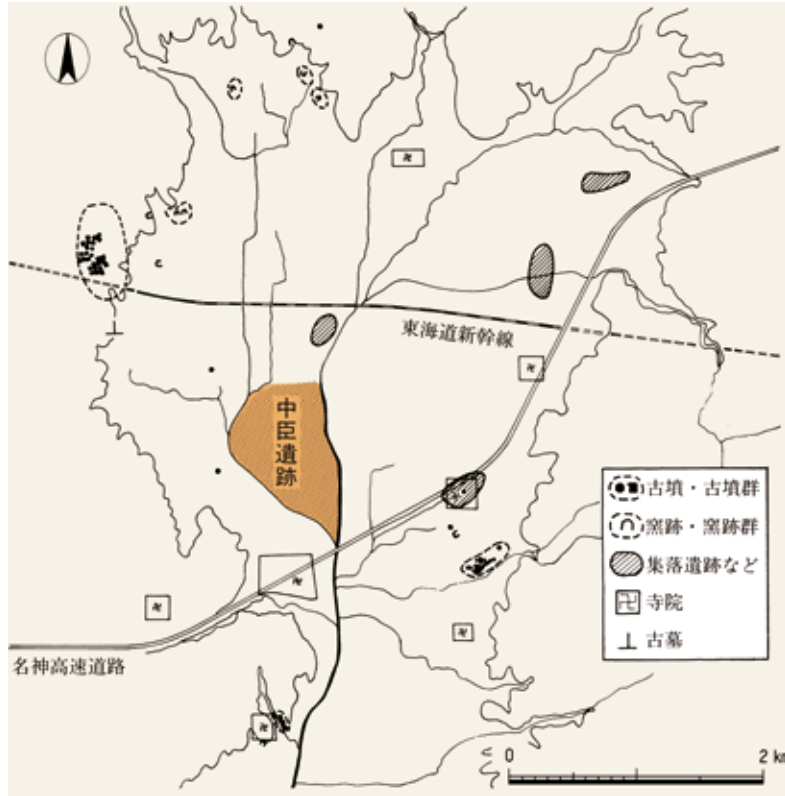 東海道新幹線
中臣遺跡
古墳・古墳群
窯跡・窯跡群
集落遺跡など
寺院
古墓
名神高速道路
0 2 km